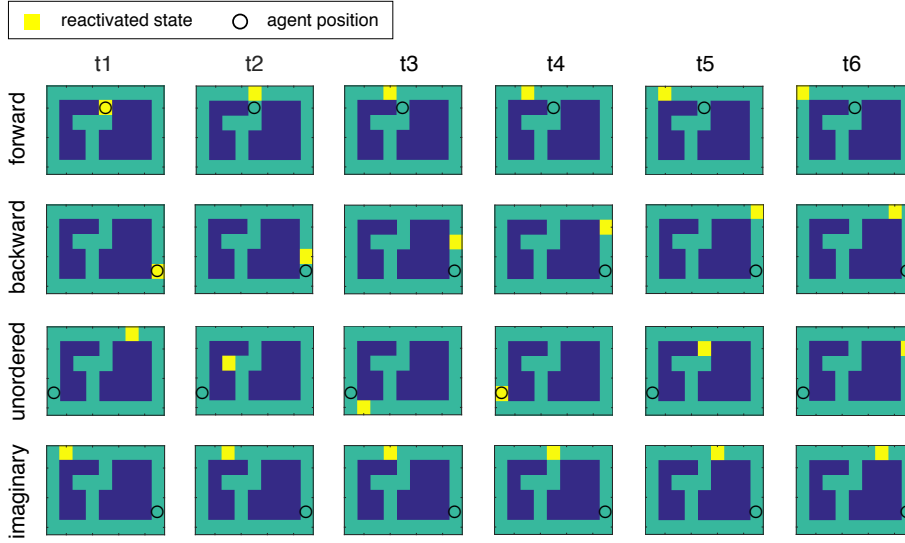 reactivated state agent position
t1 t2 t3 t4 t5 t6
forward
backward
unordered
imaginary